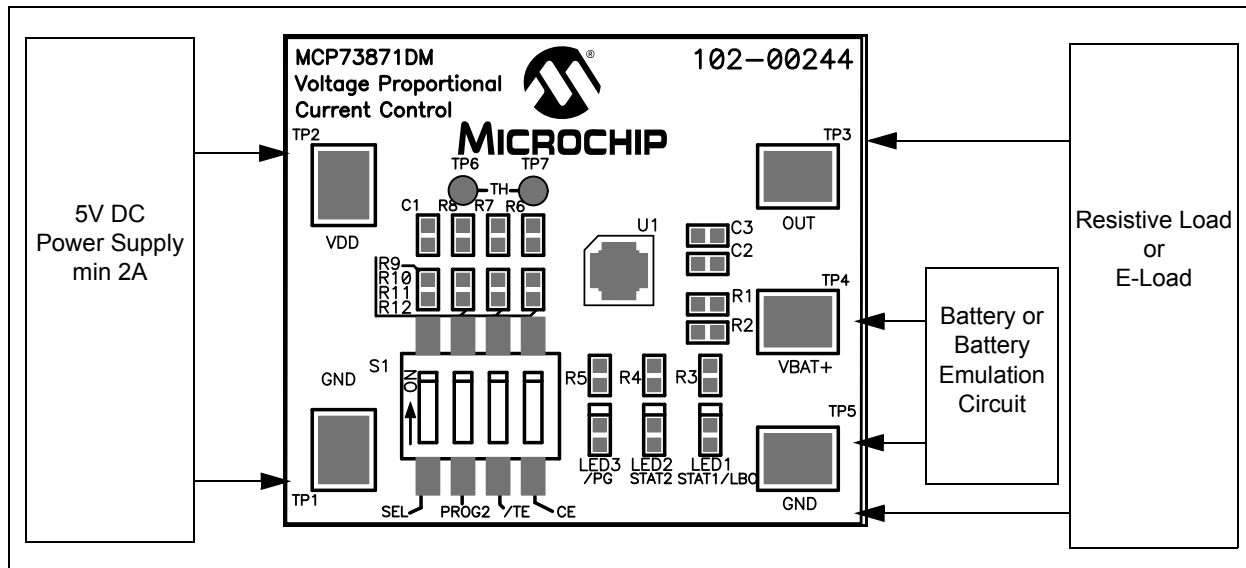 5V DC
Power Supply
min 2A
MCP73871DM
Voltage Proportional
Current Control
®
MICROCHIP
102-00244
TP2
VDD
GND
TP1
TP6
TP7
TH
C1
R8
R7
R6
R9
R10
R11
R12
S1
ON
SEL
PROG2
/TE
CE
U1
C3
C2
R1
R2
R5
R4
R3
LED3
/PG
LED2
STAT2
LED1
STAT1/LBO
TP3
OUT
TP4
VBAT+
TP5
GND
Battery or
Battery
Emulation
Circuit
Resistive Load
or
E-Load